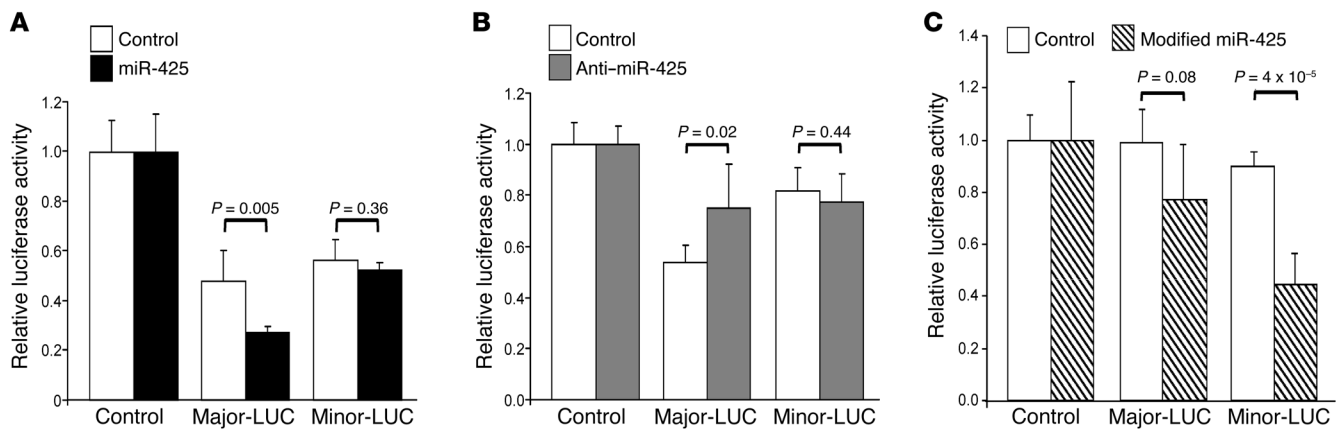 A
Control
miR-425
Relative luciferase activity
1.2
1.0
0.8
0.6
0.4
0.2
0
P = 0.005
P = 0.36
Control Major-LUC Minor-LUC
B
Control
Anti–miR-425
Relative luciferase activity
1.2
1.0
0.8
0.6
0.4
0.2
0.0
P = 0.02
P = 0.44
Control Major-LUC Minor-LUC
C
Control Modified miR-425
Relative luciferase activity
1.4
1.2
1.0
0.8
0.6
0.4
0.2
0.0
P = 0.08
P = 4 x 10⁻⁵
Control Major-LUC Minor-LUC